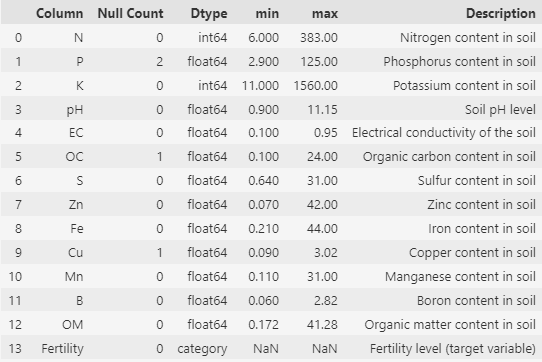 Column Null Count Dtype min max Description
0 N 0 int64 6.000 383.00 Nitrogen content in soil
1 P 2 float64 2.900 125.00 Phosphorus content in soil
2 K 0 int64 11.000 1560.00 Potassium content in soil
3 pH 0 float64 0.900 11.15 Soil pH level
4 EC 0 float64 0.100 0.95 Electrical conductivity of the soil
5 OC 1 float64 0.100 24.00 Organic carbon content in soil
6 S 0 float64 0.640 31.00 Sulfur content in soil
7 Zn 0 float64 0.070 42.00 Zinc content in soil
8 Fe 0 float64 0.210 44.00 Iron content in soil
9 Cu 1 float64 0.090 3.02 Copper content in soil
10 Mn 0 float64 0.110 31.00 Manganese content in soil
11 B 0 float64 0.060 2.82 Boron content in soil
12 OM 0 float64 0.172 41.28 Organic matter content in soil
13 Fertility 0 category NaN NaN Fertility level (target variable)